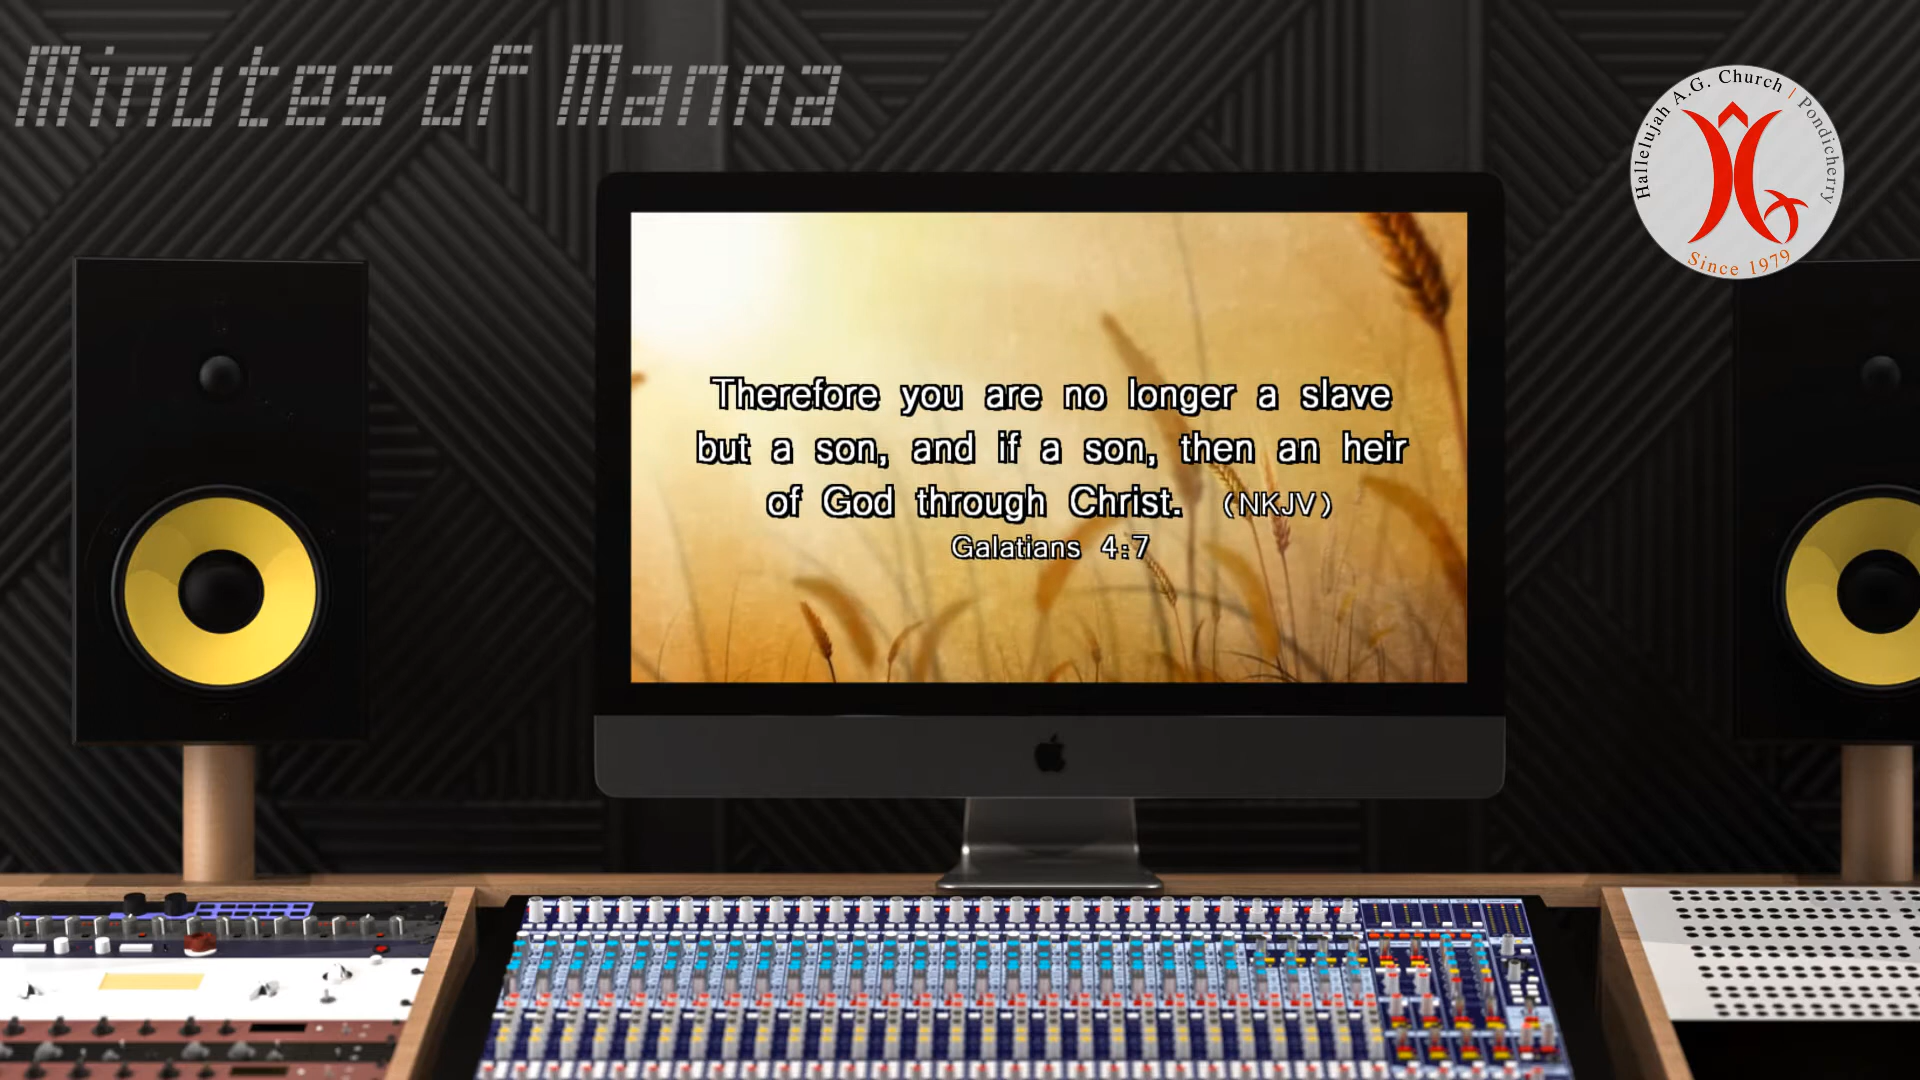 Minutes of Manna
Hallelujah A.G. Church | Pondicherry
Since 1979
Therefore you are no longer a slave
but a son, and if a son, then an heir
of God through Christ. (NKJV)
Galatians 4:7